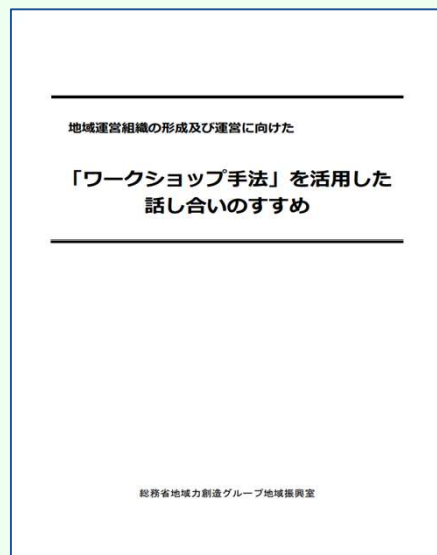 地域運営組織の形成及び運営に向けた
「ワークショップ手法」を活用した
話し合いのすすめ
総務省地域力創造グループ地域振興室